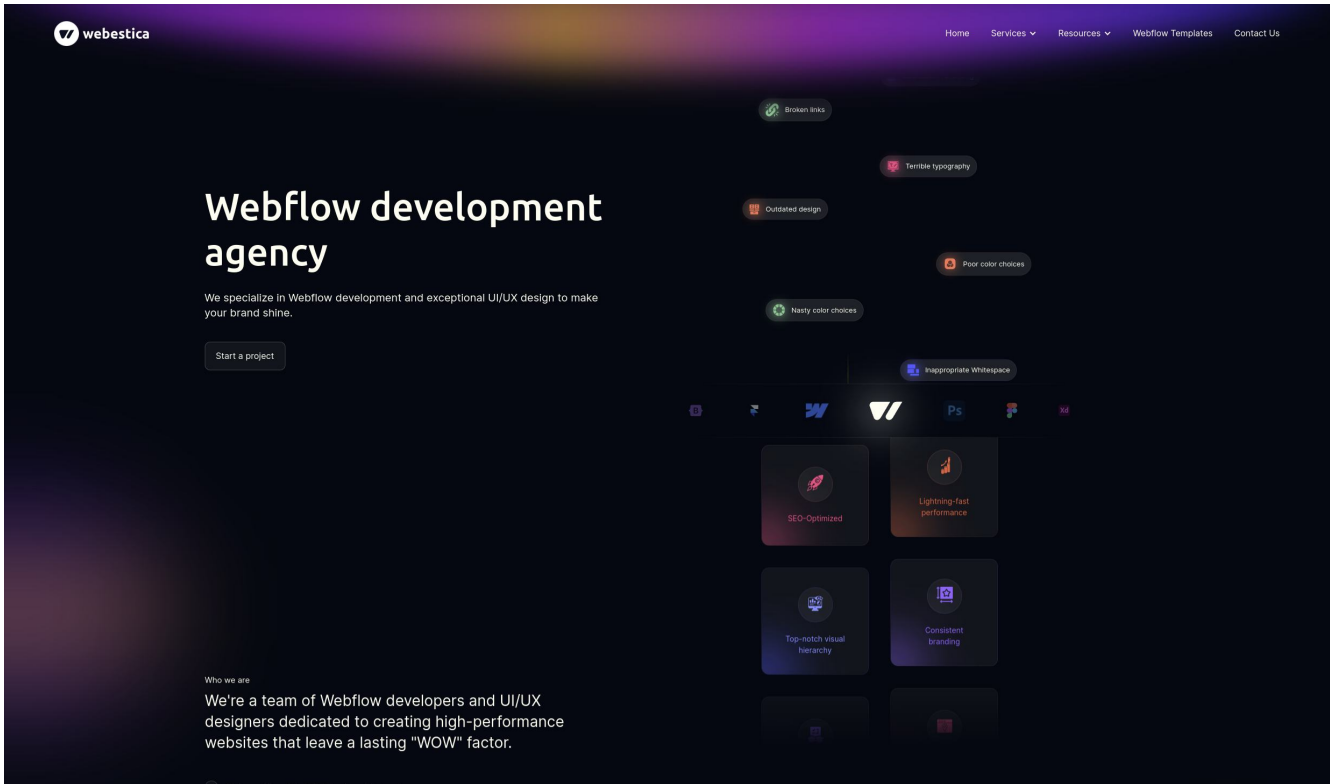 webestica
Home
Services
Resources
Webflow Templates
Contact Us
Broken links
Terrible typography
Outdated design
Poor color choices
Nasty color choices
Inappropriate Whitespace
Webflow development
agency
We specialize in Webflow development and exceptional UI/UX design to make
your brand shine.
Start a project
B
Ps
Xd
SEO-Optimized
Lightning-fast
performance
Top-notch visual
hierarchy
Consistent
branding
Who we are
We're a team of Webflow developers and UI/UX
designers dedicated to creating high-performance
websites that leave a lasting "WOW" factor.